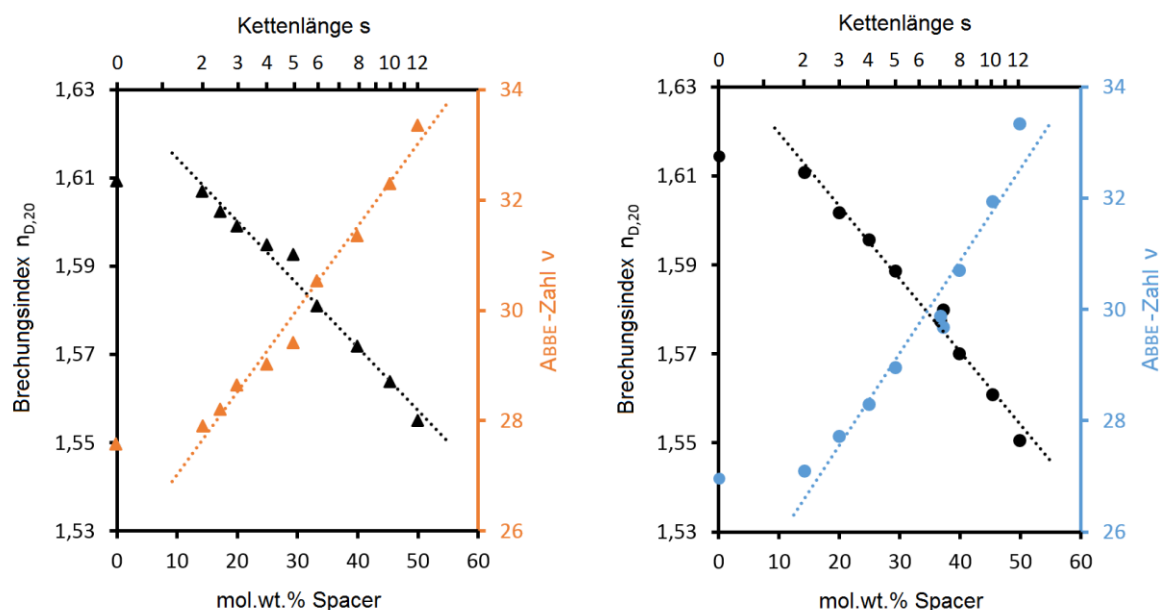 Kettenlänge s
0 2 3 4 5 6 8 10 12
1,63
1,61
1,59
1,57
1,55
1,53
Brechungsindex n_D,20
34
32
30
28
26
ABBE-Zahl ν
0 10 20 30 40 50 60
mol.wt.% Spacer
Kettenlänge s
0 2 3 4 5 6 8 10 12
1,63
1,61
1,59
1,57
1,55
1,53
Brechungsindex n_D,20
34
32
30
28
26
ABBE-Zahl ν
0 10 20 30 40 50 60
mol.wt.% Spacer